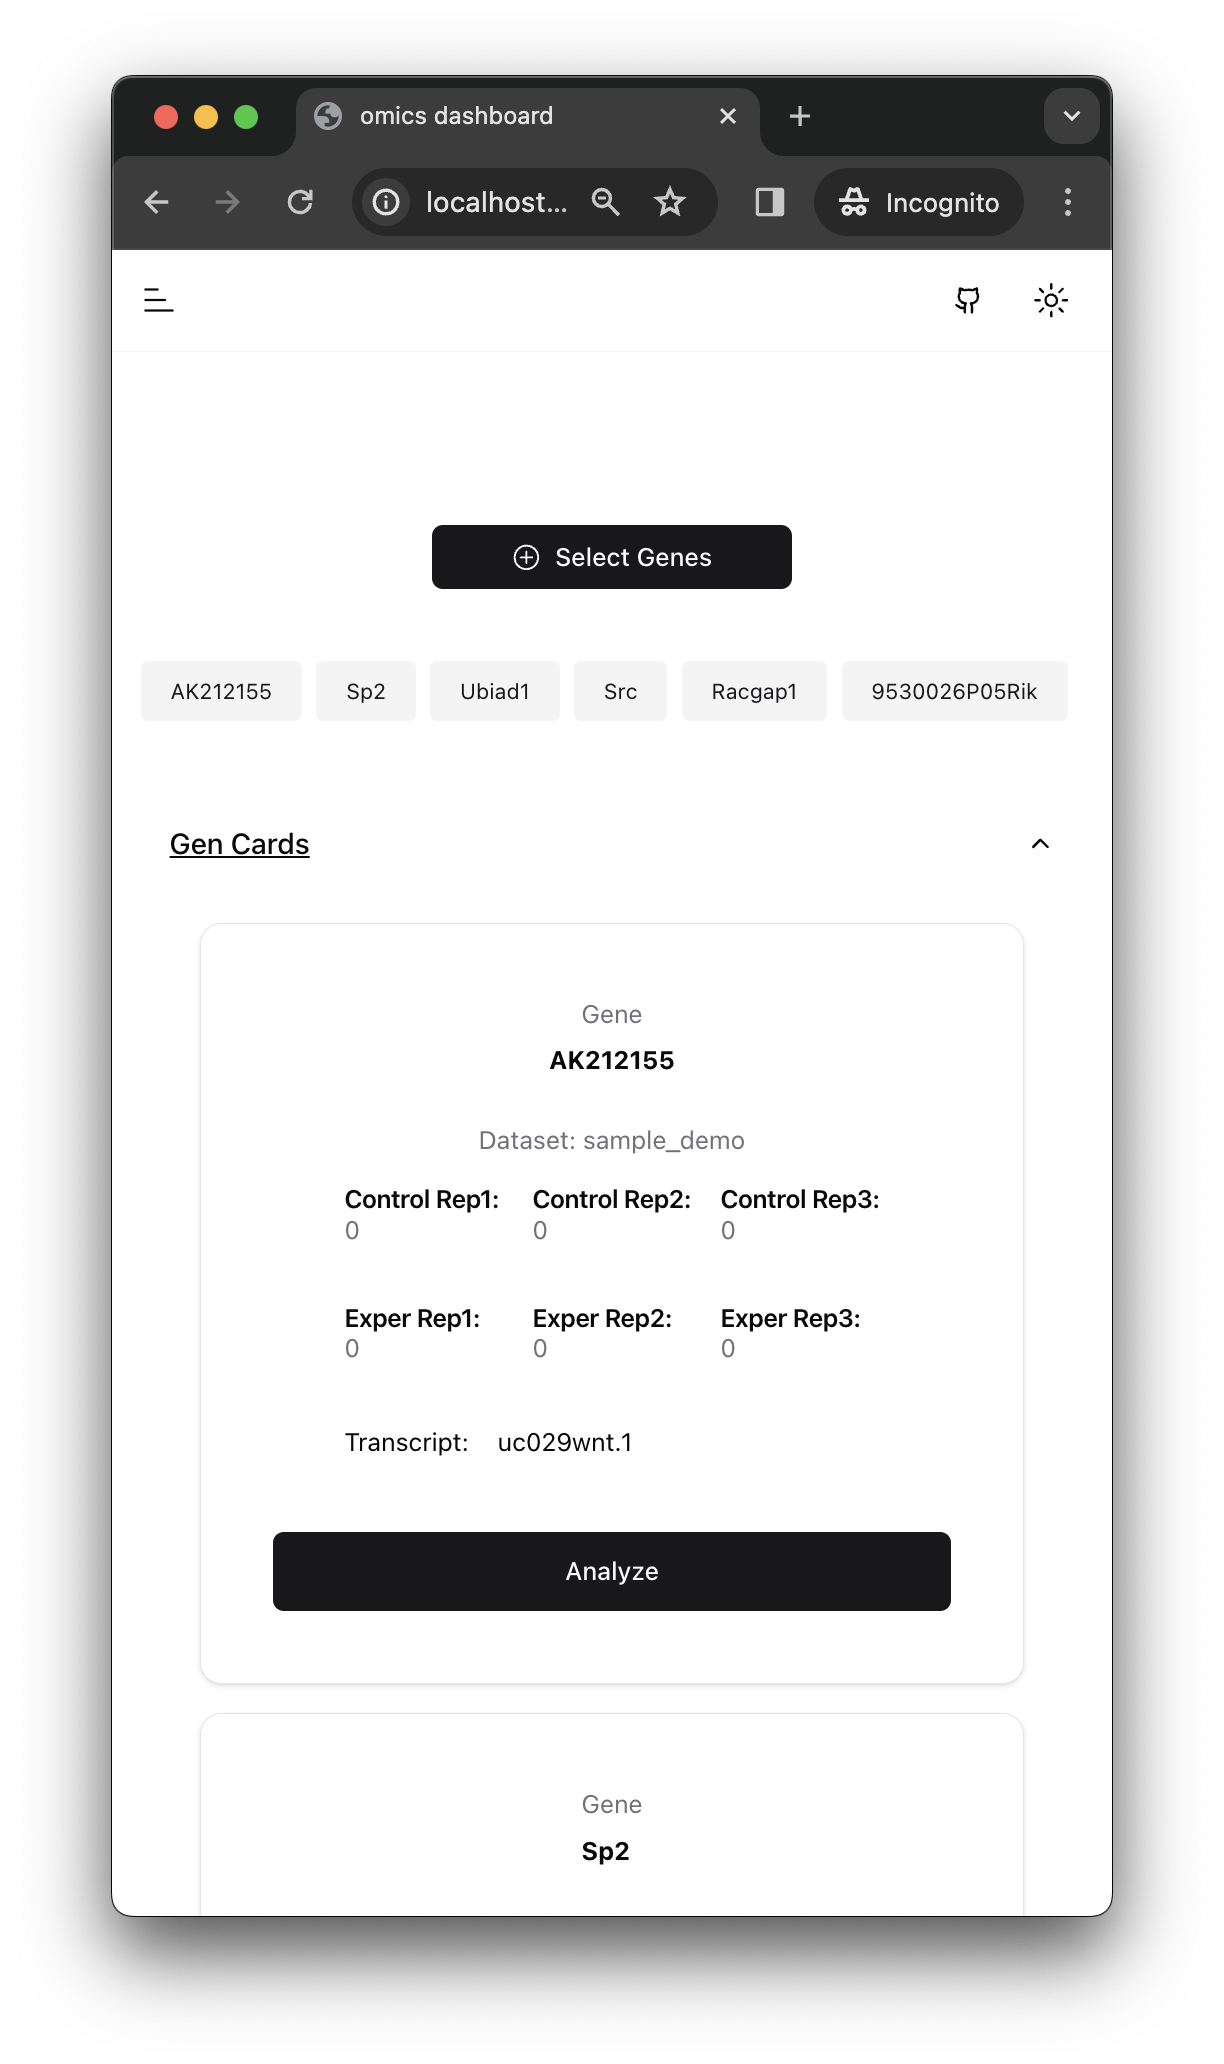 omics dashboard
localhost...
Incognito
Select Genes
AK212155 Sp2 Ubiad1 Src Racgap1 9530026P05Rik
Gen Cards
Gene
AK212155
Dataset: sample_demo
Control Rep1: Control Rep2: Control Rep3:
0 0 0
Exper Rep1: Exper Rep2: Exper Rep3:
0 0 0
Transcript: uc029wnt.1
Analyze
Gene
Sp2